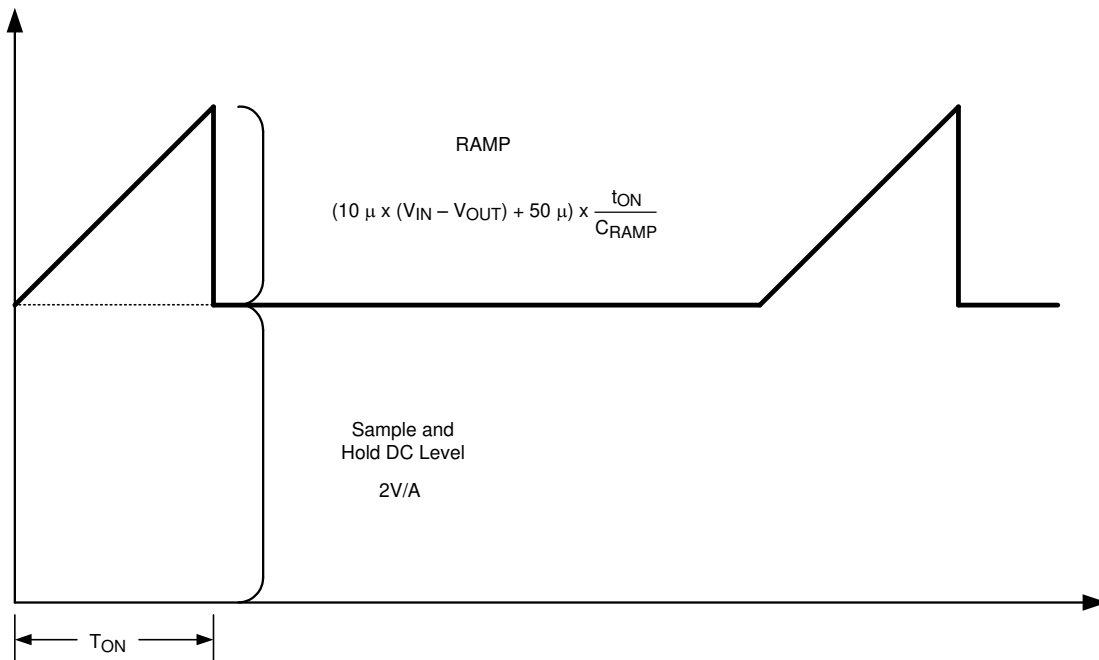 RAMP
(10 μ x (VIN – VOUT) + 50 μ) x tON
CRAMP
Sample and
Hold DC Level
2V/A
TON